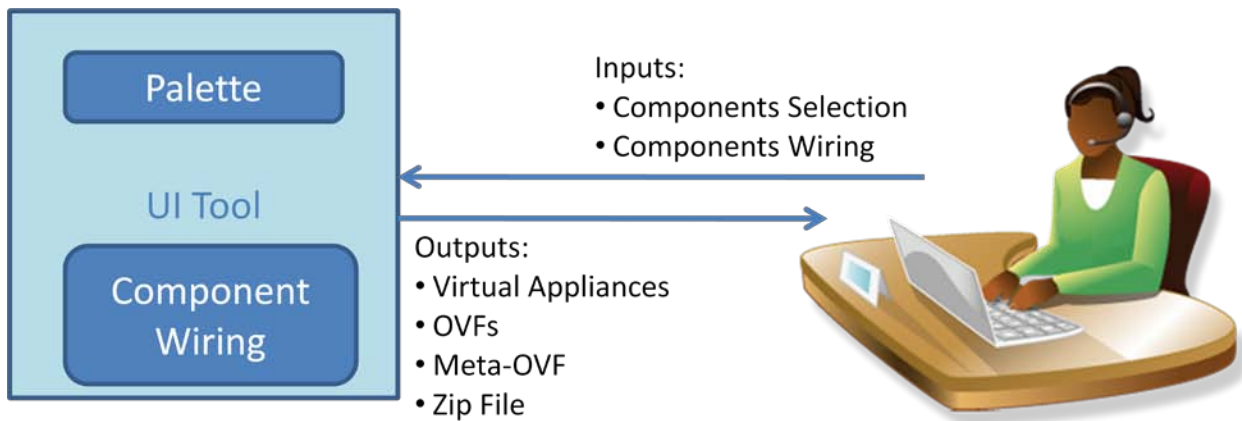 Palette
UI Tool
Component
Wiring
Inputs:
• Components Selection
• Components Wiring
Outputs:
• Virtual Appliances
• OVFs
• Meta-OVF
• Zip File